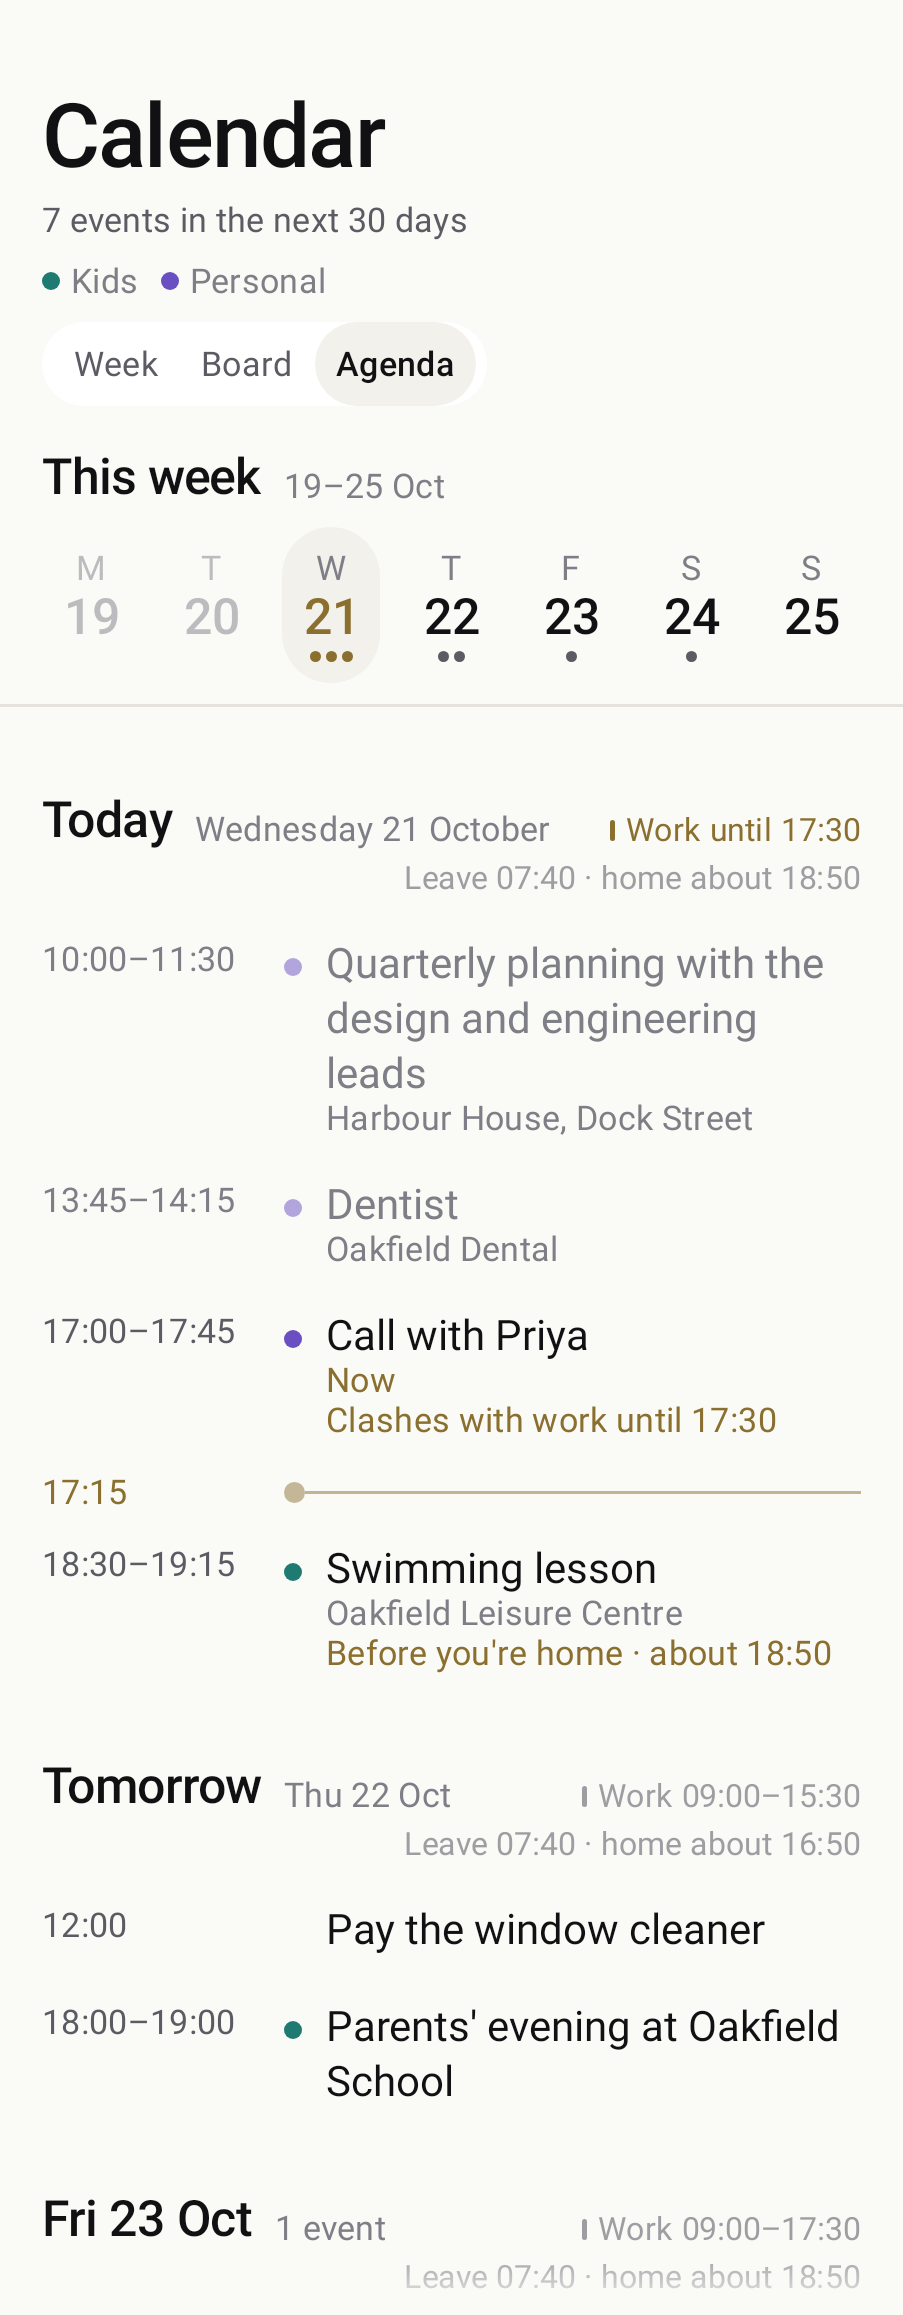 Calendar
7 events in the next 30 days
Kids Personal
Week Board Agenda
This week 19–25 Oct
M T W T F S S
19 20 21 22 23 24 25
Today Wednesday 21 October Work until 17:30
Leave 07:40 · home about 18:50
10:00–11:30 Quarterly planning with the
design and engineering
leads
Harbour House, Dock Street
13:45–14:15 Dentist
Oakfield Dental
17:00–17:45 Call with Priya
Now
Clashes with work until 17:30
17:15
18:30–19:15 Swimming lesson
Oakfield Leisure Centre
Before you're home · about 18:50
Tomorrow Thu 22 Oct Work 09:00–15:30
Leave 07:40 · home about 16:50
12:00 Pay the window cleaner
18:00–19:00 Parents' evening at Oakfield
School
Fri 23 Oct 1 event Work 09:00–17:30
Leave 07:40 · home about 18:50